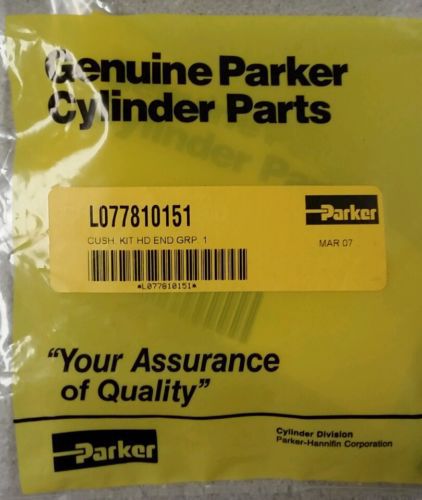 Genuine Parker
Cylinder Parts
L077810151
Parker
CUSH. KIT HD END GRP. 1
MAR 07
*L077810151*
"Your Assurance
of Quality"
Parker
Cylinder Division
Parker-Hannifin Corporation